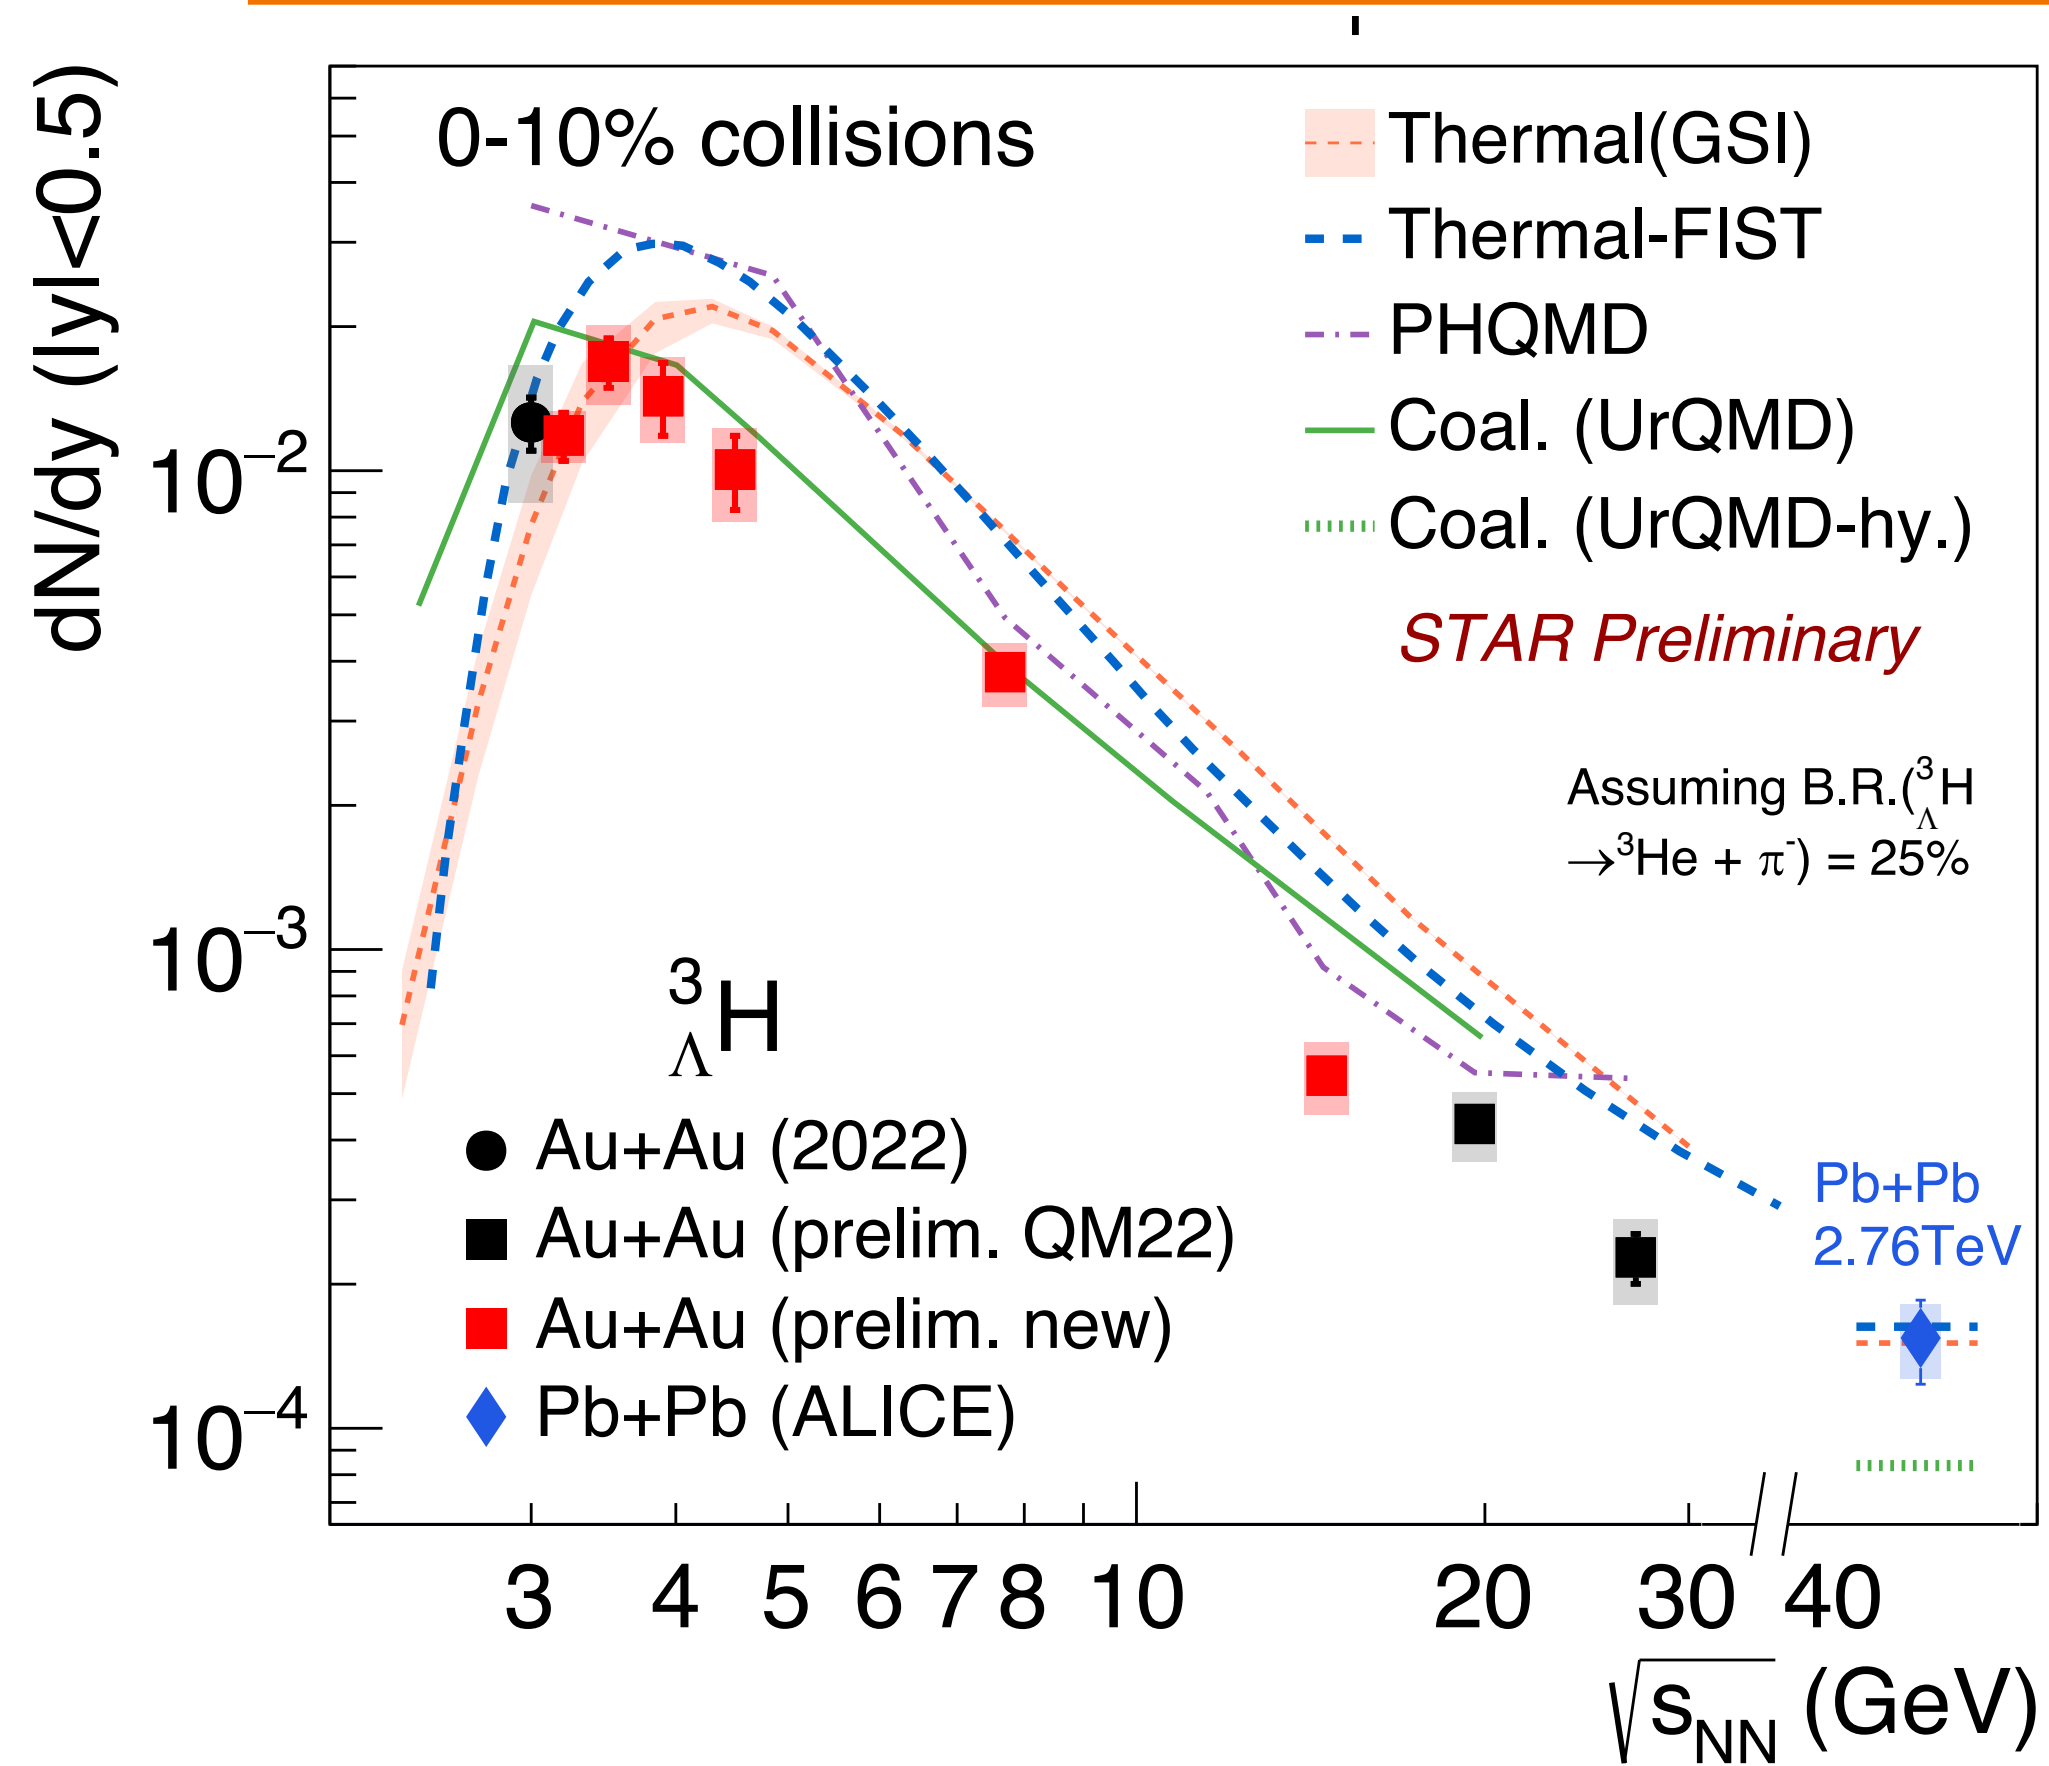 dN/dy (|y|<0.5)
0-10% collisions
Thermal(GSI)
Thermal-FIST
PHQMD
Coal. (UrQMD)
Coal. (UrQMD-hy.)
STAR Preliminary
Assuming B.R.(³ΛH
→³He + π⁻) = 25%
10⁻²
10⁻³
10⁻⁴
³ΛH
Au+Au (2022)
Au+Au (prelim. QM22)
Au+Au (prelim. new)
Pb+Pb (ALICE)
Pb+Pb
2.76TeV
3 4 5 6 7 8 10 20 30 40
√sNN (GeV)